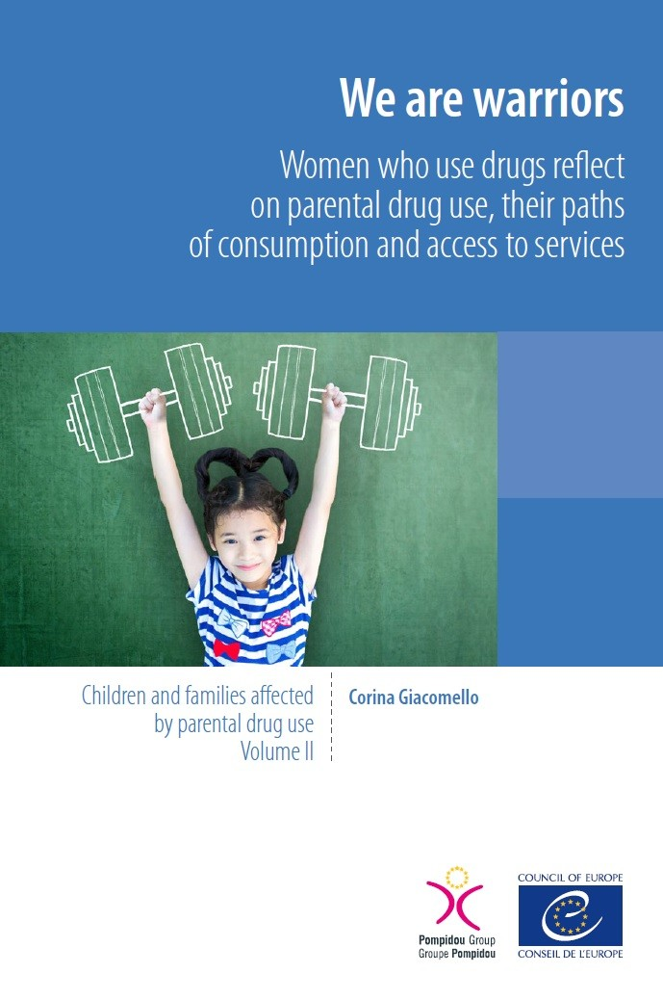 We are warriors
Women who use drugs reflect
on parental drug use, their paths
of consumption and access to services
Children and families affected
by parental drug use
Volume II
Corina Giacomello
Pompidou Group
Groupe Pompidou
COUNCIL OF EUROPE
CONSEIL DE L'EUROPE